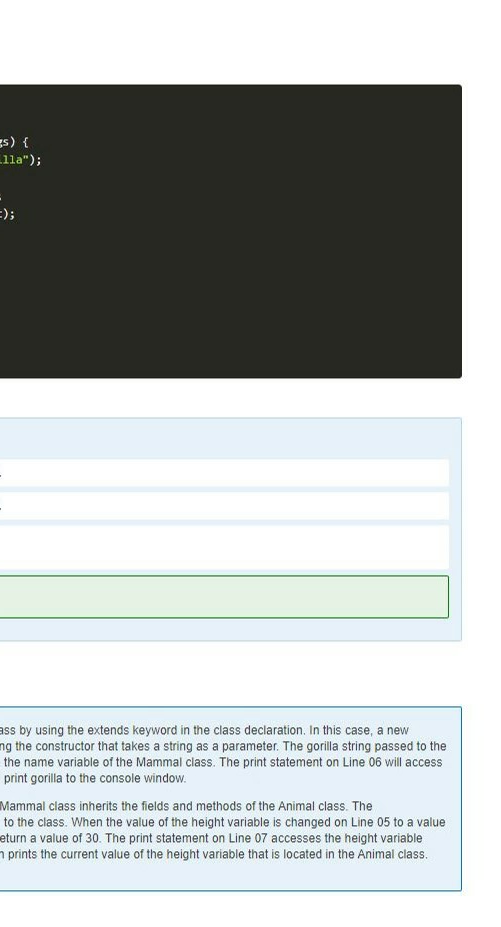 gs) {
illa");
t);
ass by using the extends keyword in the class declaration. In this case, a new
ng the constructor that takes a string as a parameter. The gorilla string passed to the
the name variable of the Mammal class. The print statement on Line 06 will access
print gorilla to the console window.
Mammal class inherits the fields and methods of the Animal class. The
to the class. When the value of the height variable is changed on Line 05 to a value
eturn a value of 30. The print statement on Line 07 accesses the height variable
n prints the current value of the height variable that is located in the Animal class.